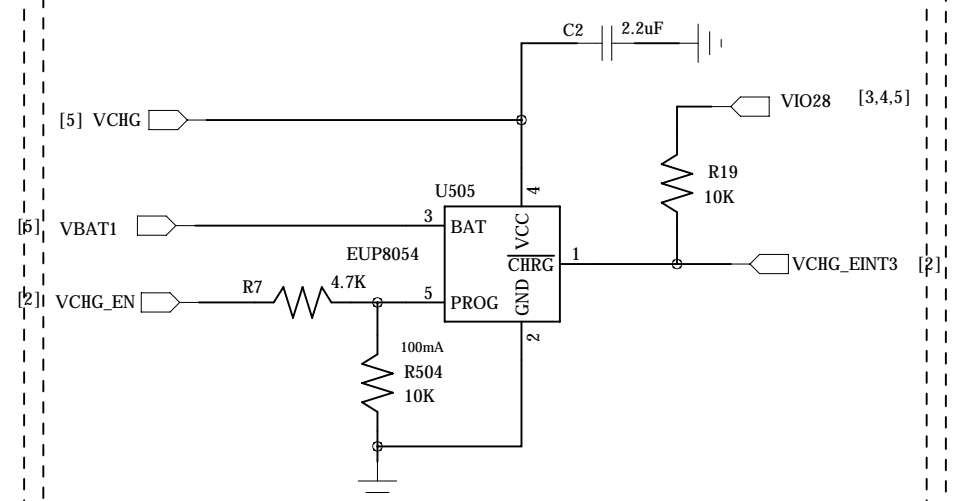 C2 2.2uF
VIO28 [3,4,5]
[5] VCHG
R19
10K
U505
4
3
BAT
VCC
[5] VBAT1
EUP8054
1
CHRG
VCHG_EINT3 [2]
[2] VCHG_EN
R7 4.7K
5
PROG
GND
2
100mA
R504
10K